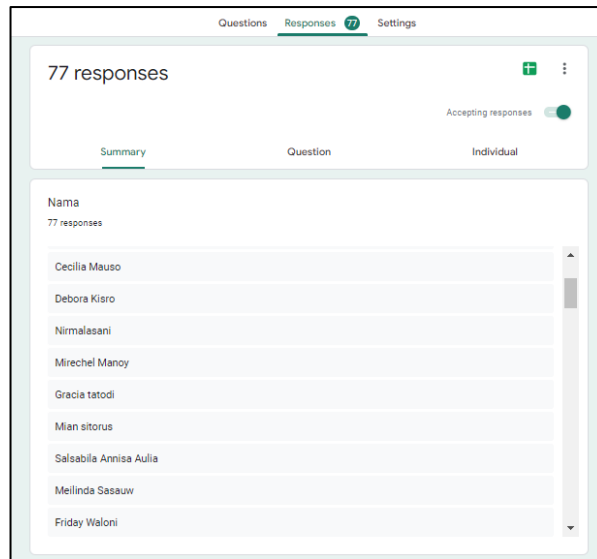 Questions Responses 77 Settings
77 responses
Accepting responses
Summary Question Individual
Nama
77 responses
Cecilia Mauso
Debora Kisro
Nirmalasani
Mirechel Manoy
Gracia tatodi
Mian sitorus
Salsabila Annisa Aulia
Meilinda Sasauw
Friday Waloni